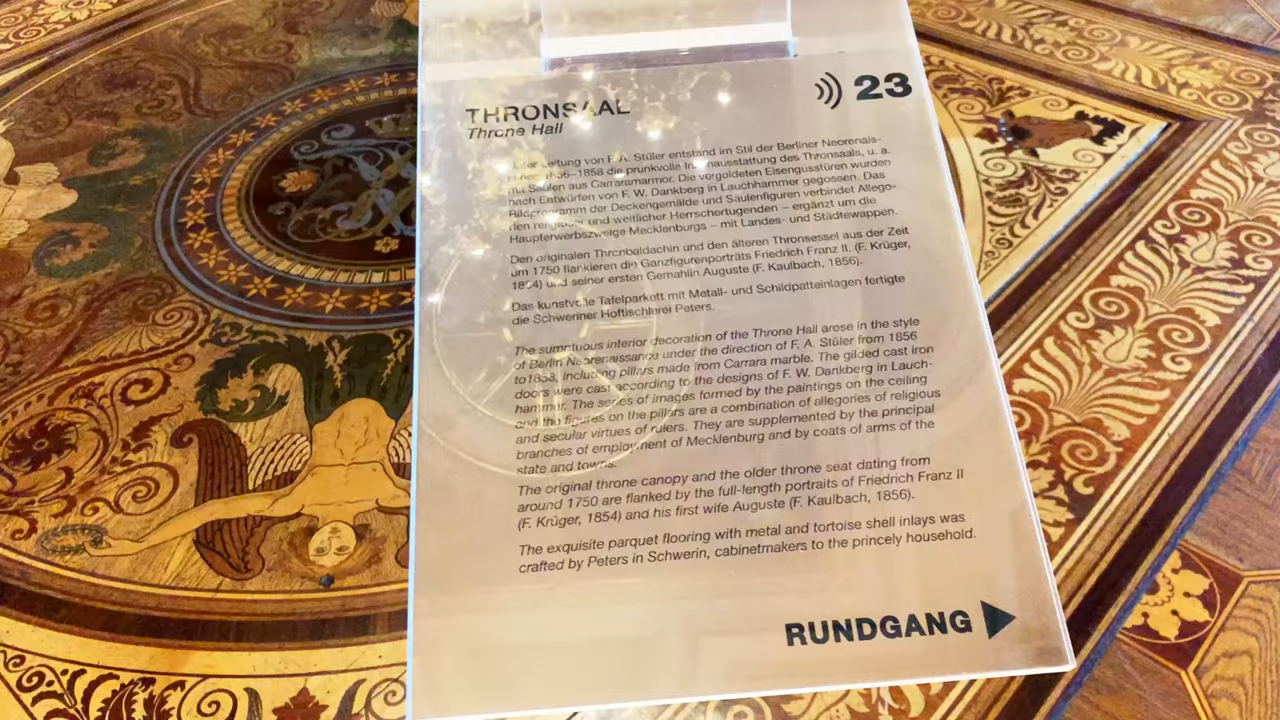 23
THRONSAAL
Throne Hall
Leitung von F. A. Stüler entstand im Stil der Berliner Neorenais-
1856–1858 die prunkvolle Innenausstattung des Thronsaals, u. a.
mit Säulen aus Carraramarmor. Die vergoldeten Eisengusstüren wurden
nach Entwürfen von F. W. Dankberg in Lauchhammer gegossen. Das
Bildprogramm der Deckengemälde und Säulenfiguren verbindet Allego-
rien religiöser und weltlicher Herrschertugenden – ergänzt um die
Haupterwerbszweige Mecklenburgs – mit Landes- und Städtewappen.
Den originalen Thronbaldachin und den älteren Thronsessel aus der Zeit
um 1750 flankieren die Ganzfigurenporträts Friedrich Franz II. (F. Krüger,
1854) und seiner ersten Gemahlin Auguste (F. Kaulbach, 1856).
Das kunstvolle Tafelparkett mit Metall- und Schildpatteinlagen fertigte
die Schweriner Hoftischlerei Peters.
The sumptuous interior decoration of the Throne Hall arose in the style
of Berlin Neorenaissance under the direction of F. A. Stüler from 1856
to 1858, including pillars made from Carrara marble. The gilded cast iron
doors were cast according to the designs of F. W. Dankberg in Lauch-
hammer. The series of images formed by the paintings on the ceiling
and the figures on the pillars are a combination of allegories of religious
and secular virtues of rulers. They are supplemented by the principal
branches of employment of Mecklenburg and by coats of arms of the
state and towns.
The original throne canopy and the older throne seat dating from
around 1750 are flanked by the full-length portraits of Friedrich Franz II
(F. Krüger, 1854) and his first wife Auguste (F. Kaulbach, 1856).
The exquisite parquet flooring with metal and tortoise shell inlays was
crafted by Peters in Schwerin, cabinetmakers to the princely household.
RUNDGANG